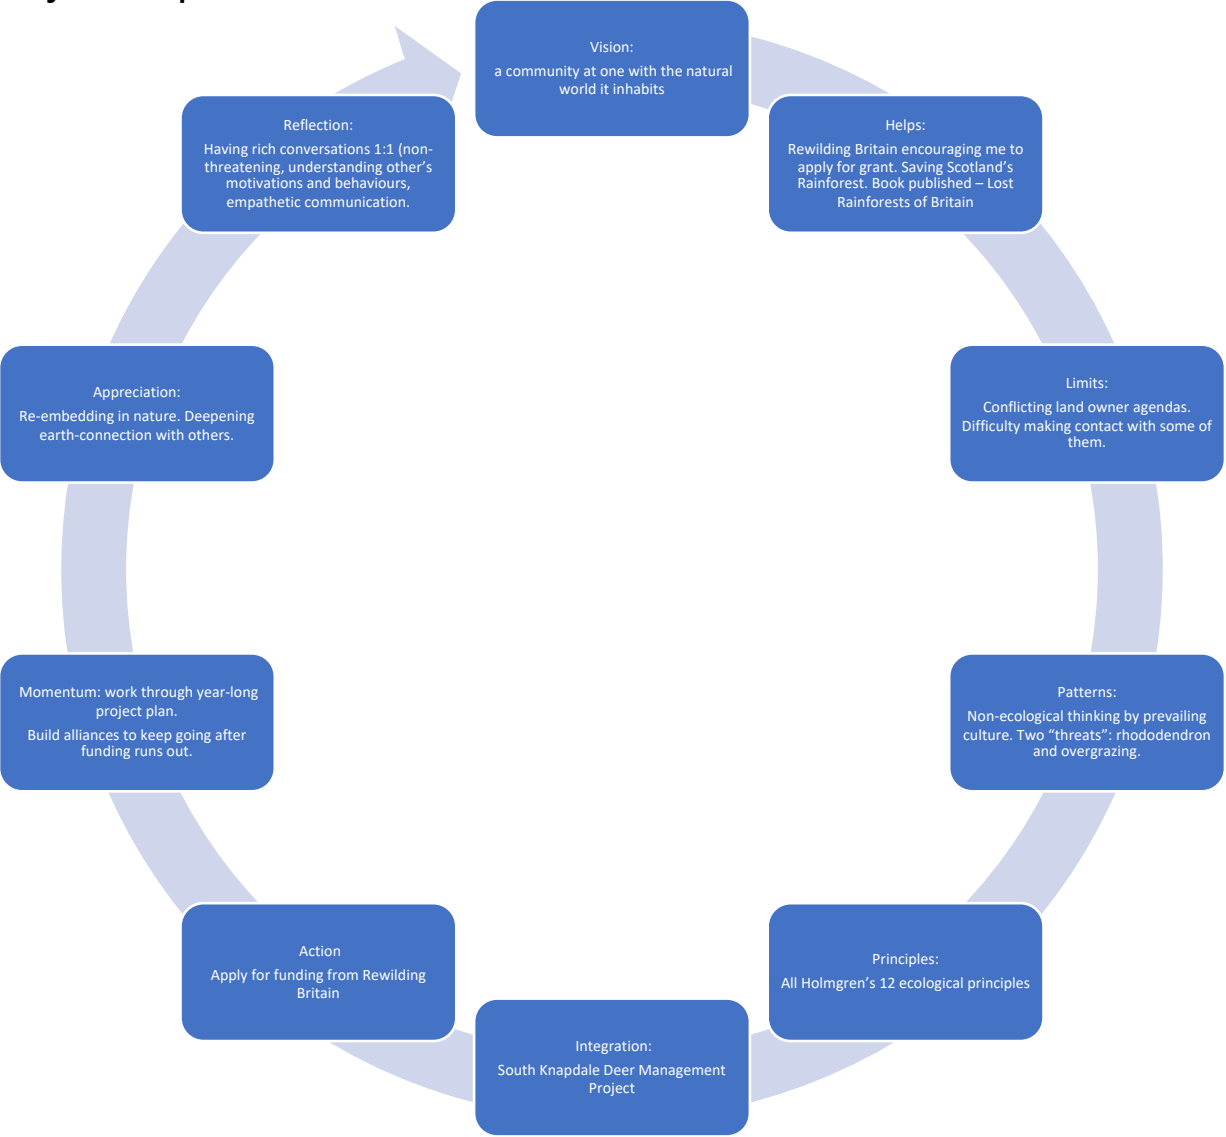 Vision:
a community at one with the natural
world it inhabits
Helps:
Rewilding Britain encouraging me to
apply for grant. Saving Scotland’s
Rainforest. Book published – Lost
Rainforests of Britain
Limits:
Conflicting land owner agendas.
Difficulty making contact with some of
them.
Patterns:
Non-ecological thinking by prevailing
culture. Two “threats”: rhododendron
and overgrazing.
Principles:
All Holmgren’s 12 ecological principles
Integration:
South Knapdale Deer Management
Project
Action
Apply for funding from Rewilding
Britain
Momentum: work through year-long
project plan.
Build alliances to keep going after
funding runs out.
Appreciation:
Re-embedding in nature. Deepening
earth-connection with others.
Reflection:
Having rich conversations 1:1 (non-
threatening, understanding other’s
motivations and behaviours,
empathetic communication.